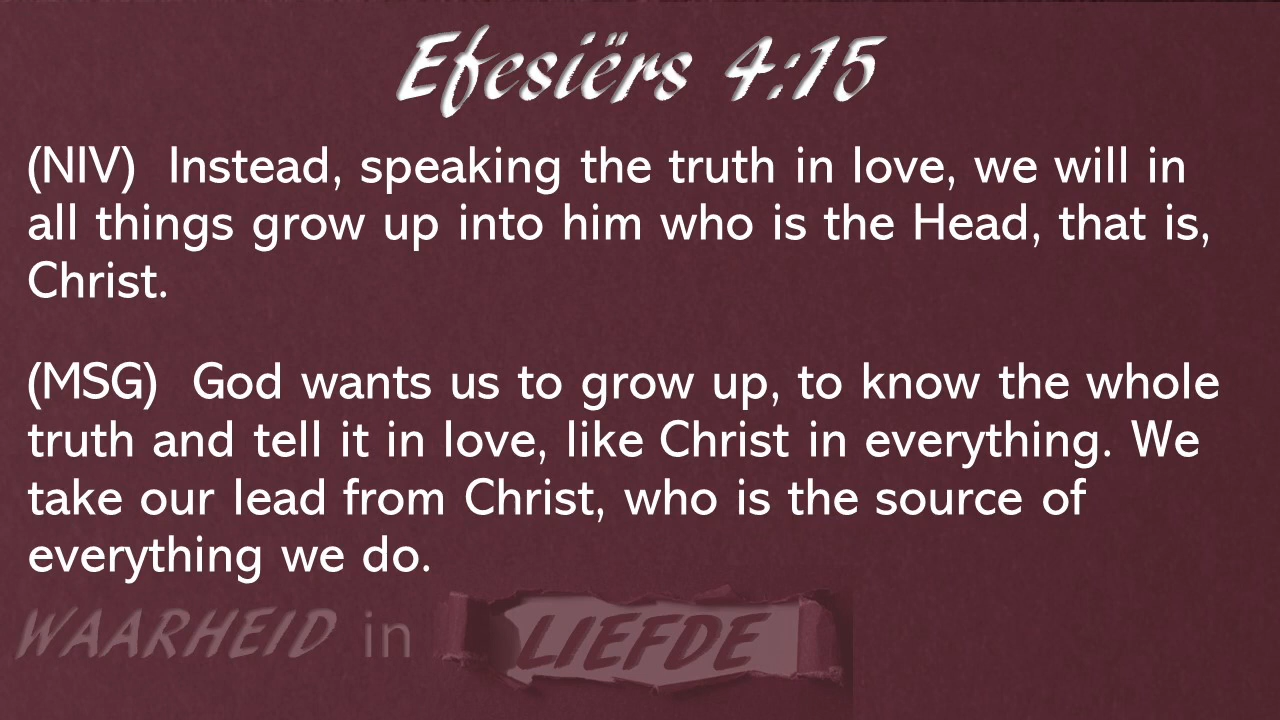 Efesiërs 4:15
(NIV) Instead, speaking the truth in love, we will in
all things grow up into him who is the Head, that is,
Christ.
(MSG) God wants us to grow up, to know the whole
truth and tell it in love, like Christ in everything. We
take our lead from Christ, who is the source of
everything we do.
WAARHEID in LIEFDE